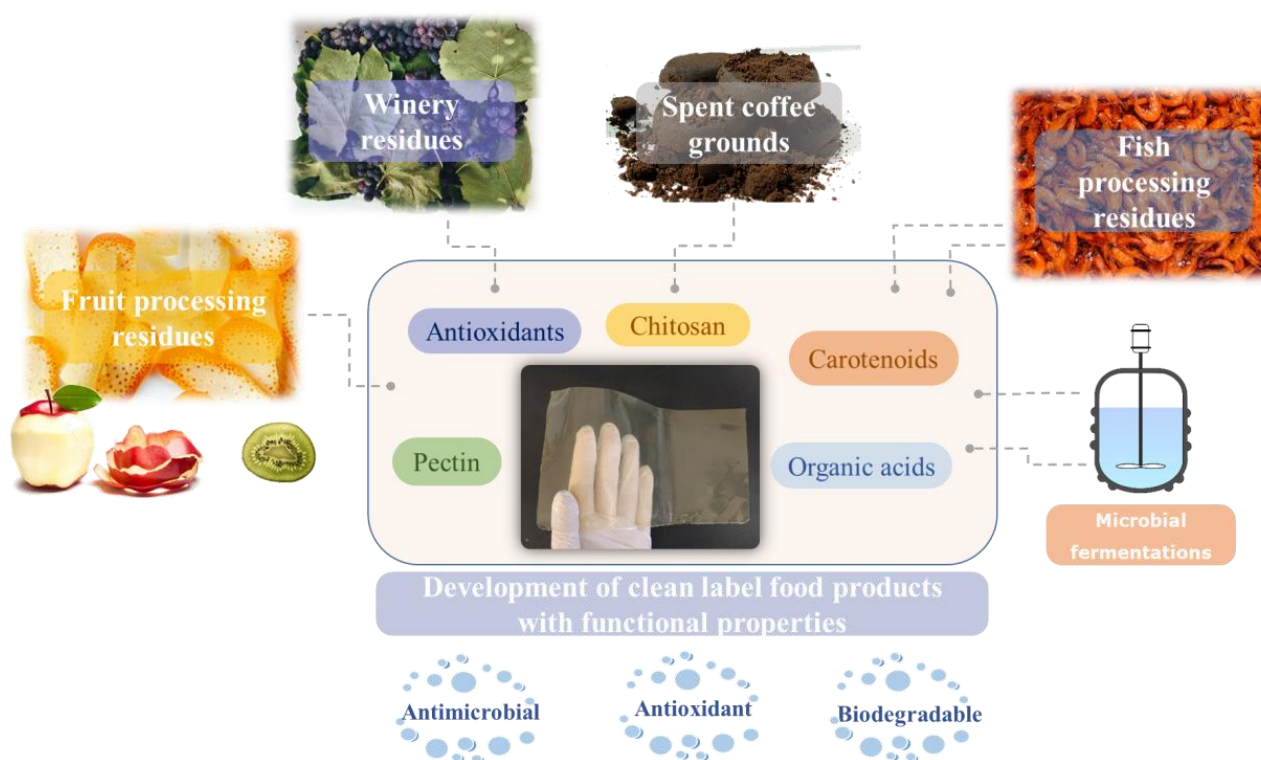 Winery
residues
Spent coffee
grounds
Fish
processing
residues
Fruit processing
residues
Antioxidants
Chitosan
Carotenoids
Pectin
Organic acids
Microbial
fermentations
Development of clean label food products
with functional properties
Antimicrobial
Antioxidant
Biodegradable